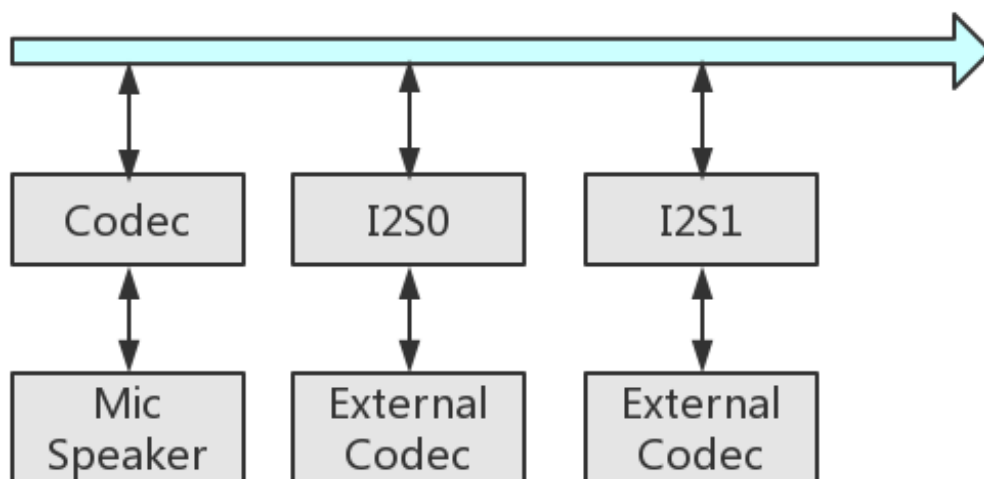 Codec
I2S0
I2S1
Mic
Speaker
External
Codec
External
Codec